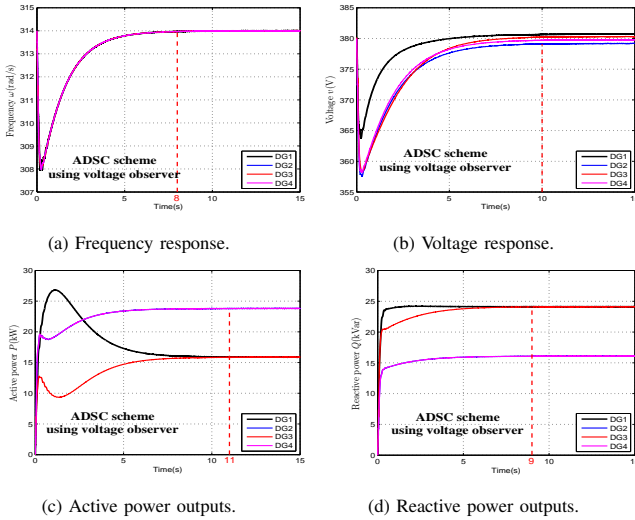 315
314
313
312
311
310
309
308
307
Frequency ω(rad/s)
ADSC scheme
using voltage observer
DG1
DG2
DG3
DG4
0
5
8
10
15
Time(s)
(a) Frequency response.
385
380
375
370
365
360
355
Voltage v(V)
ADSC scheme
using voltage observer
DG1
DG2
DG3
DG4
0
5
10
15
Time(s)
(b) Voltage response.
30
25
20
15
10
5
0
Active power P(kW)
ADSC scheme
using voltage observer
DG1
DG2
DG3
DG4
0
5
10
11
15
Time(s)
(c) Active power outputs.
30
25
20
15
10
5
0
Reactive power Q(kVar)
ADSC scheme
using voltage observer
DG1
DG2
DG3
DG4
0
5
9
10
Time(s)
(d) Reactive power outputs.